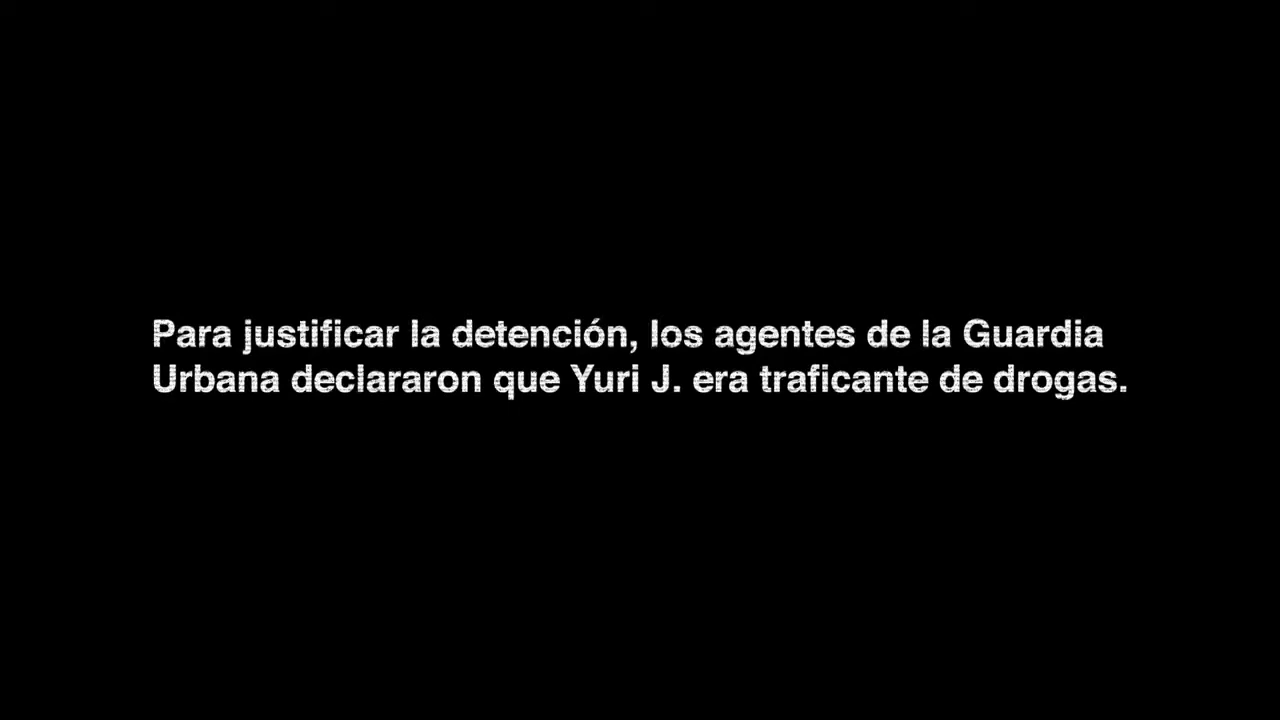 Para justificar la detención, los agentes de la Guardia
Urbana declararon que Yuri J. era traficante de drogas.